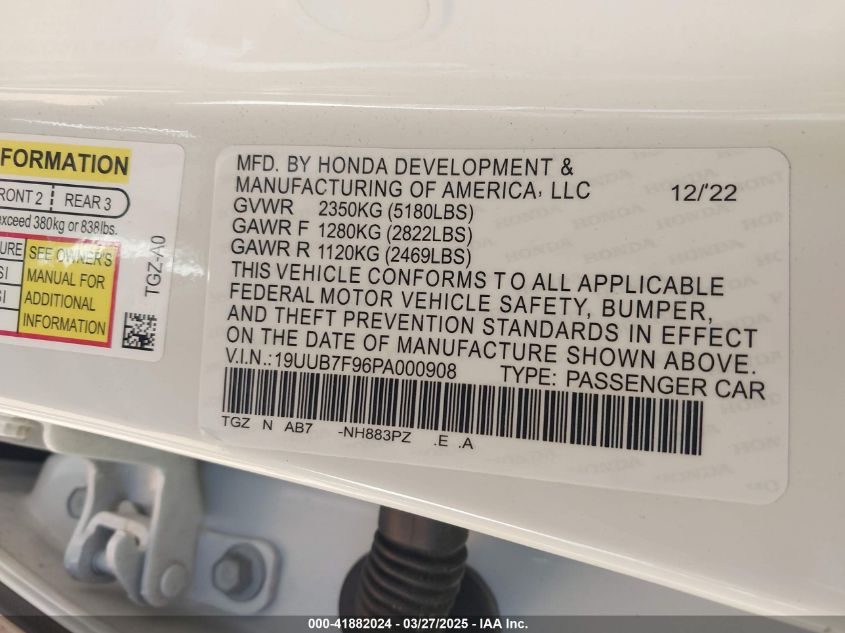 FORMATION
RONT 2 REAR 3
exceed 380kg or 838lbs.
URE
SI
SI
SEE OWNER'S
MANUAL FOR
ADDITIONAL
INFORMATION
TGZ-A0
MFD. BY HONDA DEVELOPMENT &
MANUFACTURING OF AMERICA, LLC 12/'22
GVWR 2350KG (5180LBS)
GAWR F 1280KG (2822LBS)
GAWR R 1120KG (2469LBS)
THIS VEHICLE CONFORMS TO ALL APPLICABLE
FEDERAL MOTOR VEHICLE SAFETY, BUMPER,
AND THEFT PREVENTION STANDARDS IN EFFECT
ON THE DATE OF MANUFACTURE SHOWN ABOVE.
V.I.N.:19UUB7F96PA000908 TYPE: PASSENGER CAR
TGZ N AB7 -NH883PZ .E .A
000-41882024 — 03/27/2025 — IAA Inc.